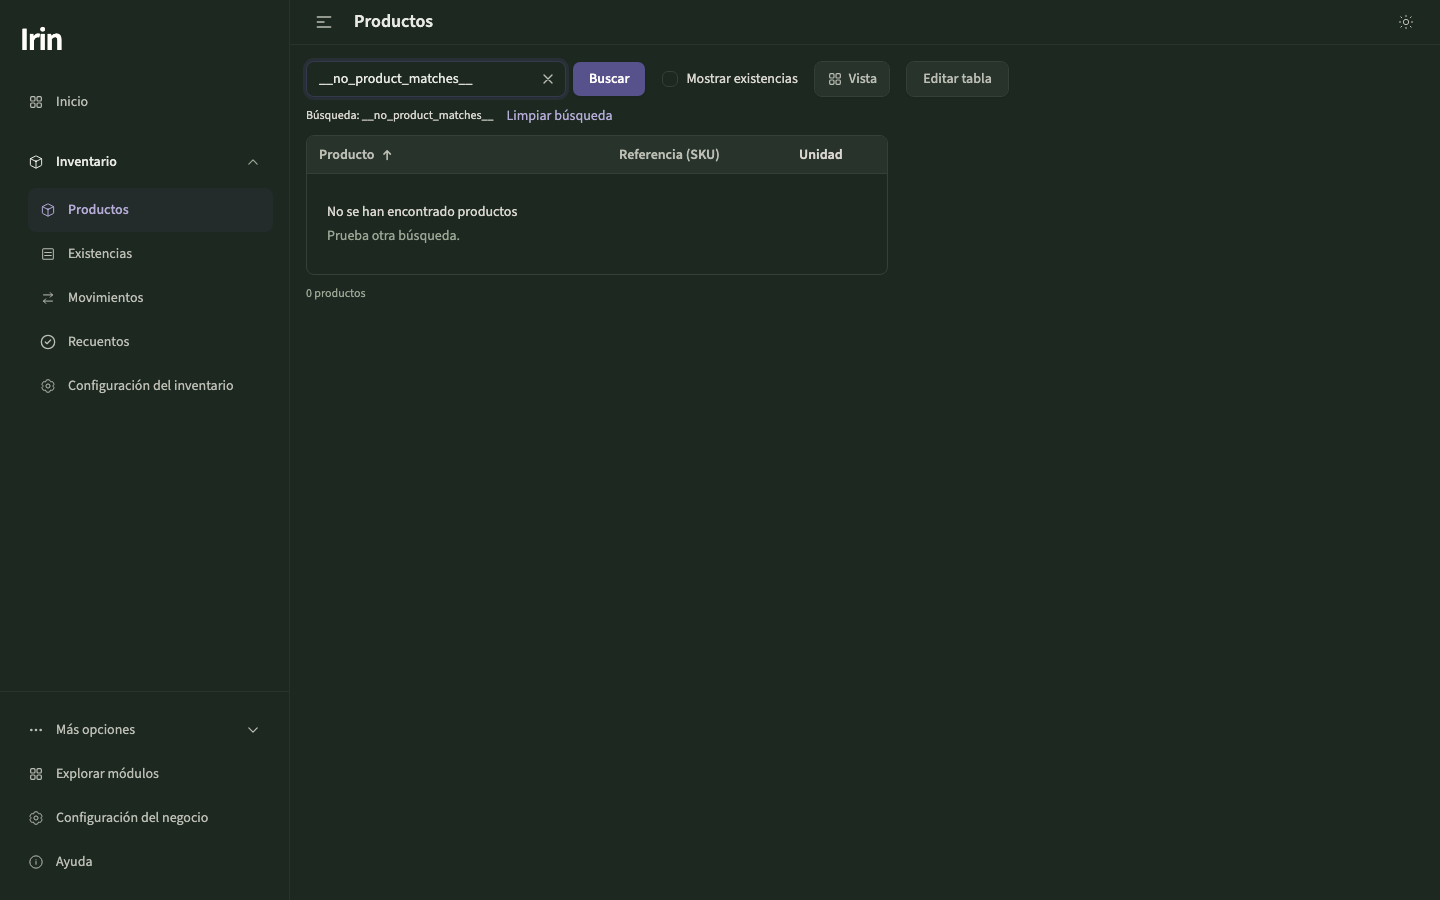 Irin
Productos
Inicio
Inventario
Productos
Existencias
Movimientos
Recuentos
Configuración del inventario
Más opciones
Explorar módulos
Configuración del negocio
Ayuda
__no_product_matches__
Buscar
Mostrar existencias
Vista
Editar tabla
Búsqueda: __no_product_matches__ Limpiar búsqueda
Producto Referencia (SKU) Unidad
No se han encontrado productos
Prueba otra búsqueda.
0 productos